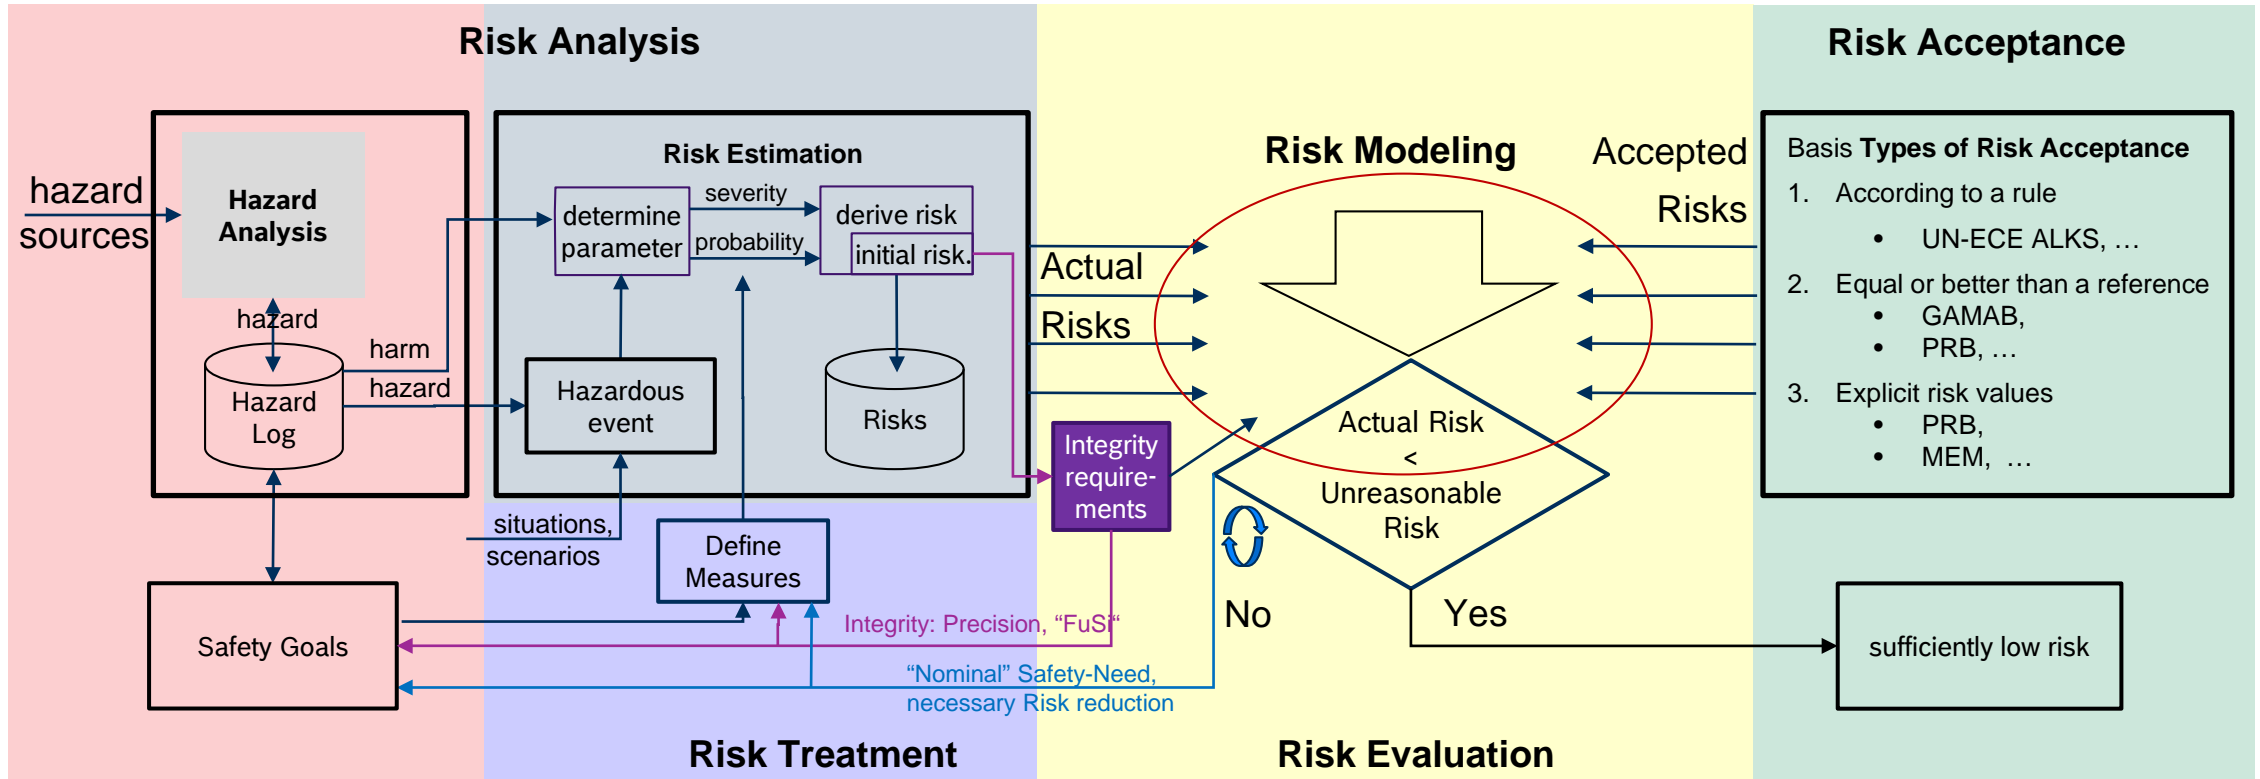 Risk Analysis
Risk Acceptance
hazard
sources
Hazard
Analysis
hazard
Hazard
Log
harm
hazard
Safety Goals
Risk Estimation
determine
parameter
severity
probability
derive risk
initial risk.
Hazardous
event
Risks
situations,
scenarios
Define
Measures
Actual
Risks
Integrity
require-
ments
Integrity: Precision, “FuSi“
“Nominal” Safety-Need,
necessary Risk reduction
Risk Modeling
Accepted
Risks
Actual Risk
<
Unreasonable
Risk
No
Yes
Basis Types of Risk Acceptance
1. According to a rule
• UN-ECE ALKS, …
2. Equal or better than a reference
• GAMAB,
• PRB, …
3. Explicit risk values
• PRB,
• MEM, …
sufficiently low risk
Risk Treatment
Risk Evaluation